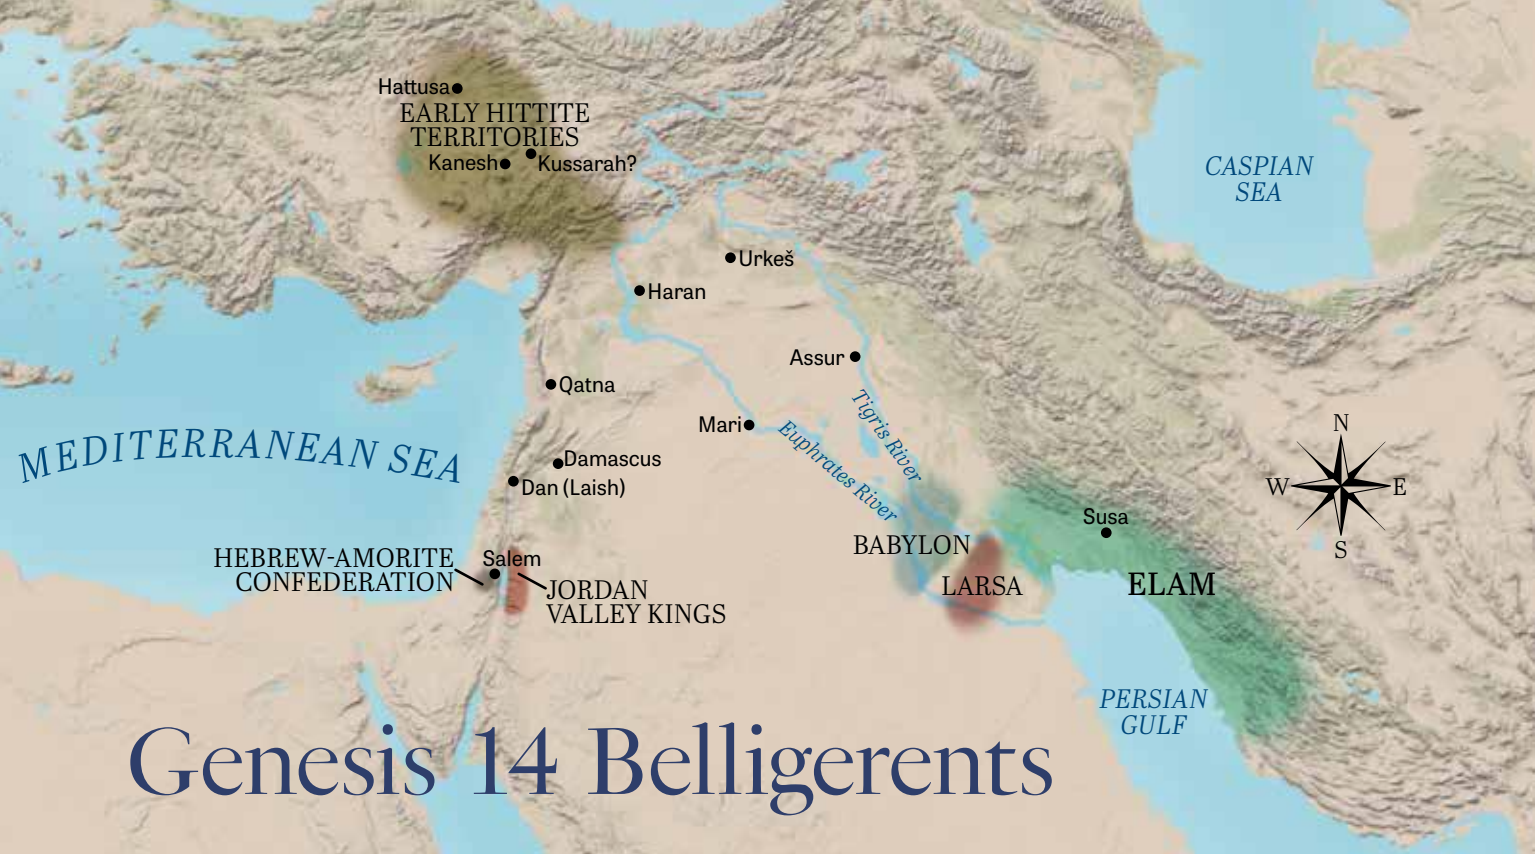 Hattusa
EARLY HITTITE
TERRITORIES
Kanesh
Kussarah?
CASPIAN
SEA
Urkeš
Haran
Assur
Qatna
Tigris River
Mari
Euphrates River
MEDITERRANEAN SEA
Damascus
Dan (Laish)
N
W
E
S
Susa
BABYLON
HEBREW-AMORITE
CONFEDERATION
Salem
JORDAN
VALLEY KINGS
LARSA
ELAM
PERSIAN
GULF
Genesis 14 Belligerents